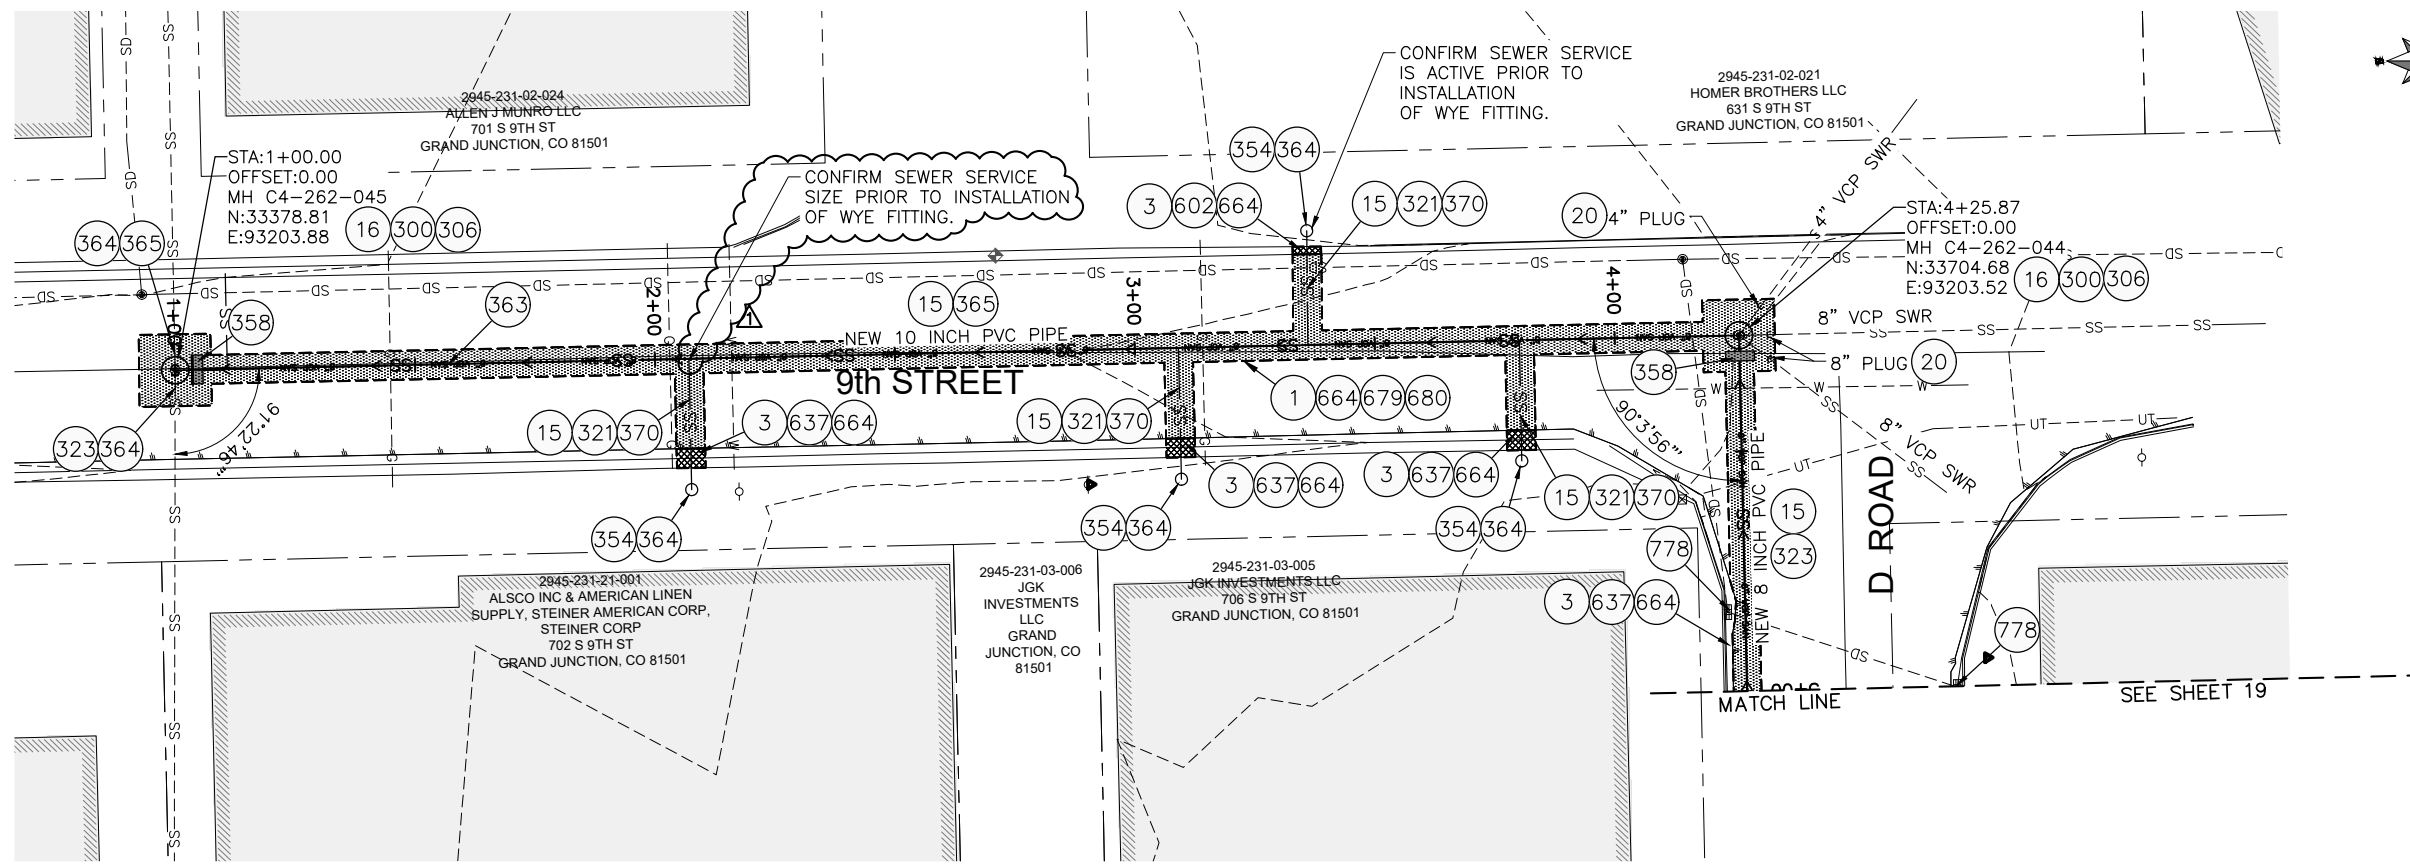 CONFIRM SEWER SERVICE
IS ACTIVE PRIOR TO
INSTALLATION
OF WYE FITTING.
2945-231-02-021
HOMER BROTHERS LLC
631 S 9TH ST
GRAND JUNCTION, CO 81501
2945-231-02-024
ALLEN J MUNRO LLC
701 S 9TH ST
GRAND JUNCTION, CO 81501
STA:1+00.00
OFFSET:0.00
MH C4-262-045
N:33378.81
E:93203.88
CONFIRM SEWER SERVICE
SIZE PRIOR TO INSTALLATION
OF WYE FITTING.
354 364
3 602 664
15 321 370
20 4" PLUG
4" VCP SWR
STA:4+25.87
OFFSET:0.00
MH C4-262-044
N:33704.68
E:93203.52
16 300 306
364 365
16 300 306
358
363
15 365
1
2+00
3+00
4+00
NEW 10 INCH PVC PIPE
8" VCP SWR
8" PLUG 20
358
9th STREET
91°22'46"
90°3'56"
323 364
15 321 370
3 637 664
15 321 370
1 664 679 680
3 637 664
3 637 664
15 321 370
8" VCP SWR
354 364
354 364
354 364
778
15
323
NEW 8 INCH PVC PIPE
D ROAD
3 637 664
778
2945-231-21-001
ALSCO INC & AMERICAN LINEN
SUPPLY, STEINER AMERICAN CORP,
STEINER CORP
702 S 9TH ST
GRAND JUNCTION, CO 81501
2945-231-03-006
JGK
INVESTMENTS
LLC
GRAND
JUNCTION, CO
81501
2945-231-03-005
JGK INVESTMENTS LLC
706 S 9TH ST
GRAND JUNCTION, CO 81501
MATCH LINE
SEE SHEET 19